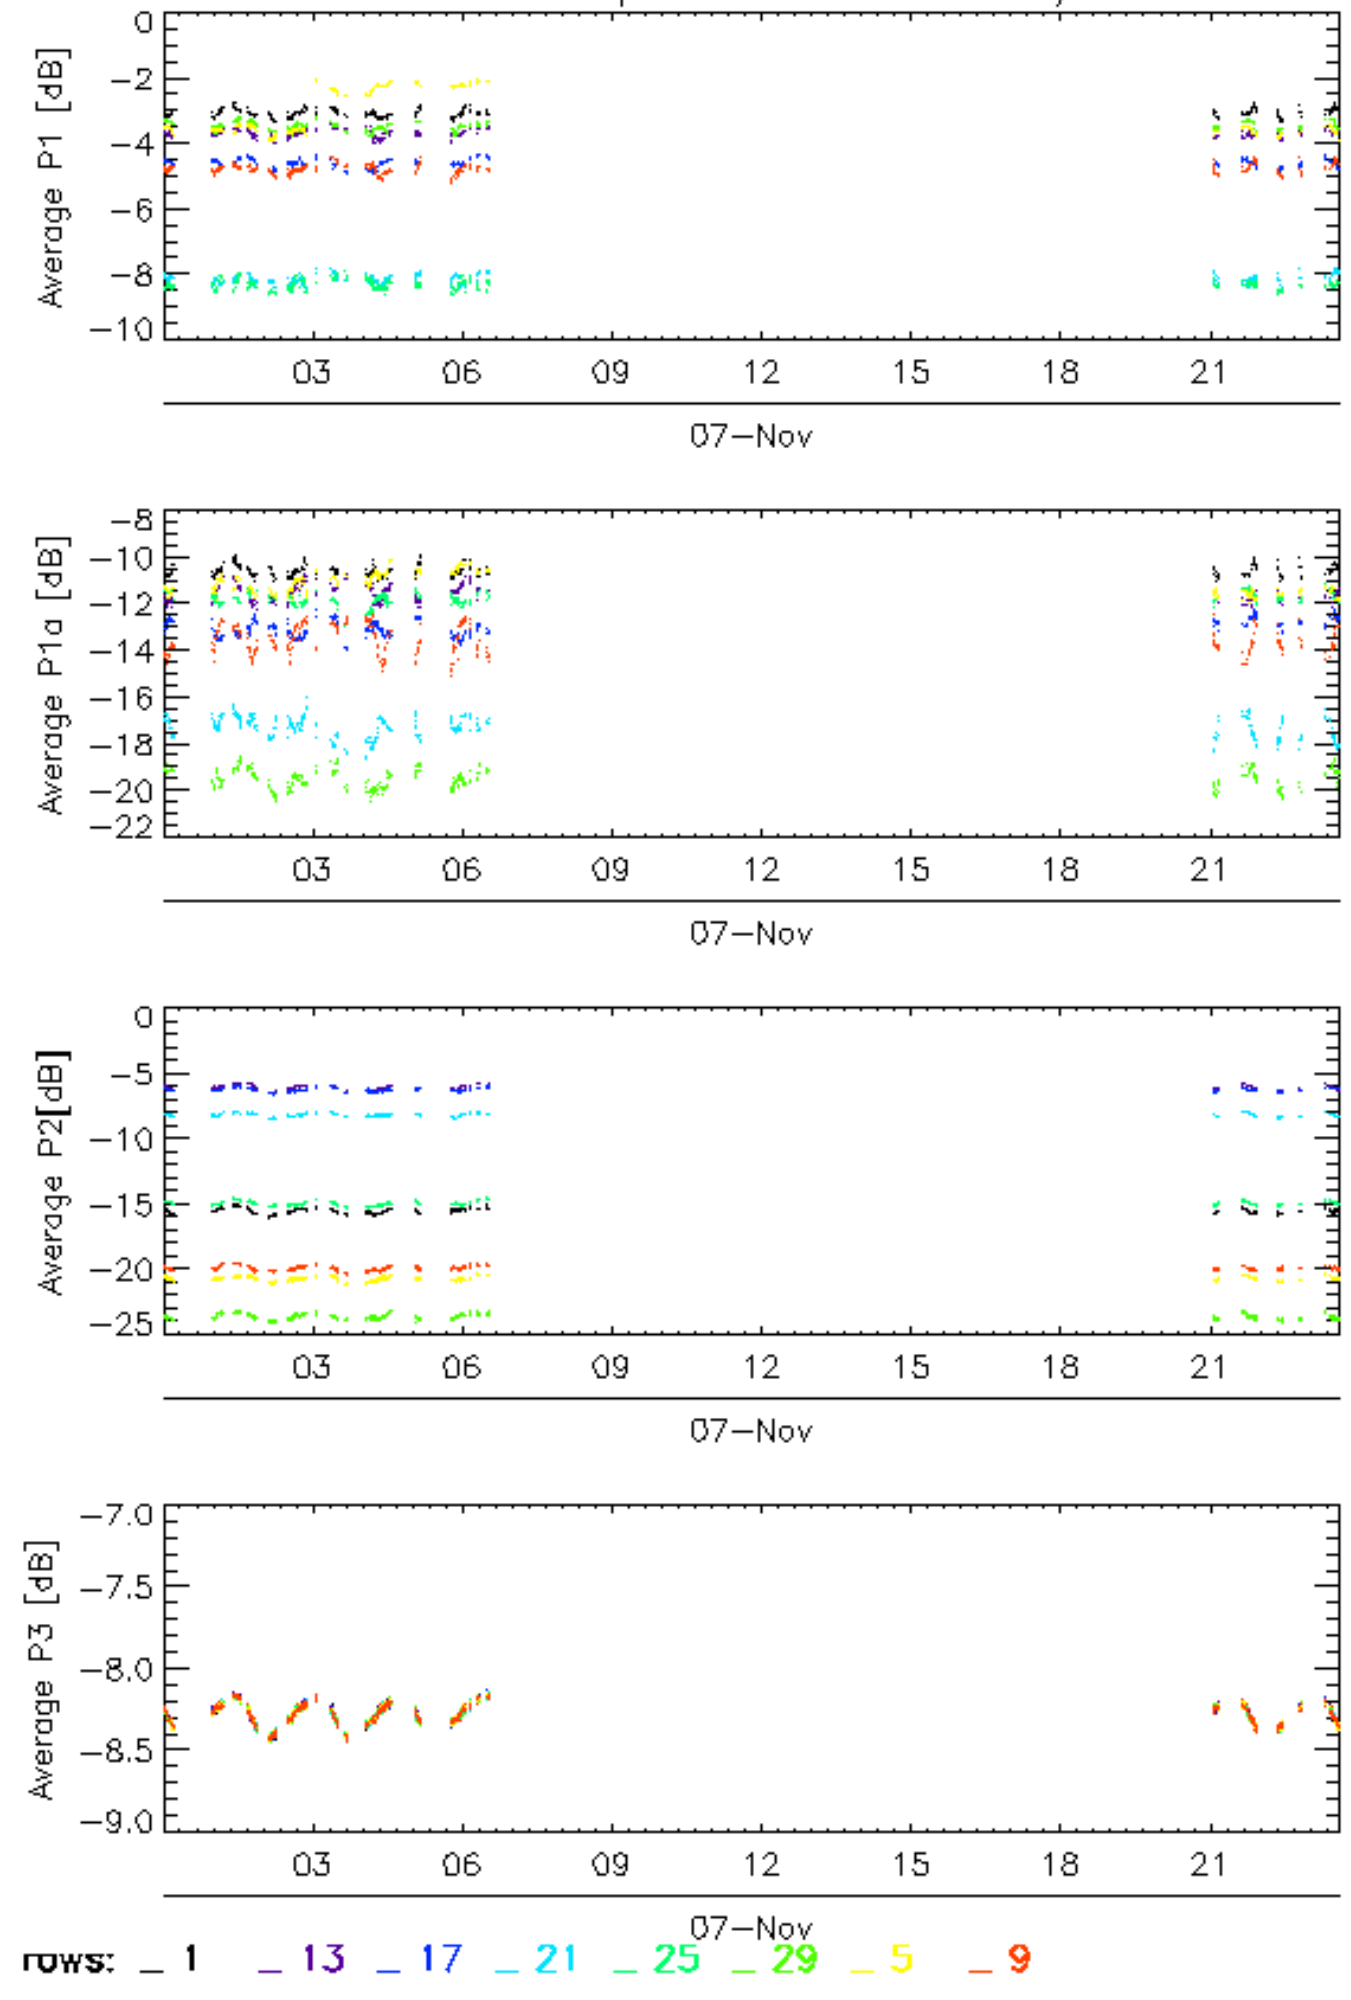 0
Average P1 [dB]
−2
−4
−6
−8
−10
03 06 09 12 15 18 21
07−Nov
−8
Average P1a [dB]
−10
−12
−14
−16
−18
−20
−22
03 06 09 12 15 18 21
07−Nov
0
Average P2[dB]
−5
−10
−15
−20
−25
03 06 09 12 15 18 21
07−Nov
−7.0
Average P3 [dB]
−7.5
−8.0
−8.5
−9.0
03 06 09 12 15 18 21
07−Nov
rows: _ 1 _ 13 _ 17 _ 21 _ 25 _ 29 _ 5 _ 9